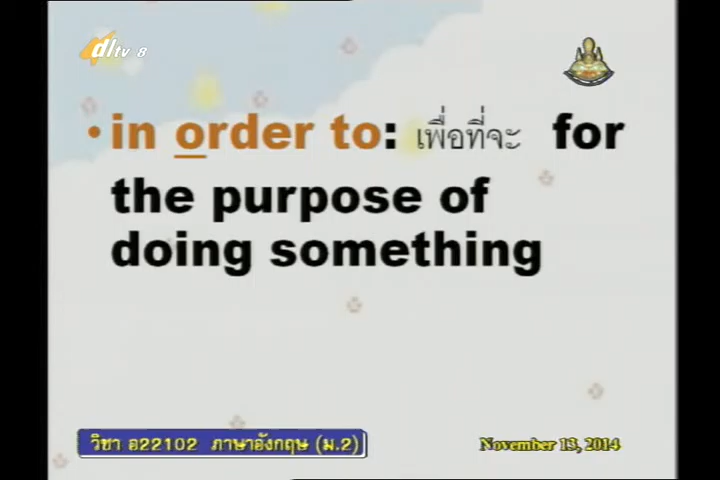 dltv 8
• in order to: เพื่อที่จะ for
the purpose of
doing something
วิชา อ22102 ภาษาอังกฤษ (ม.2)
November 13, 2014